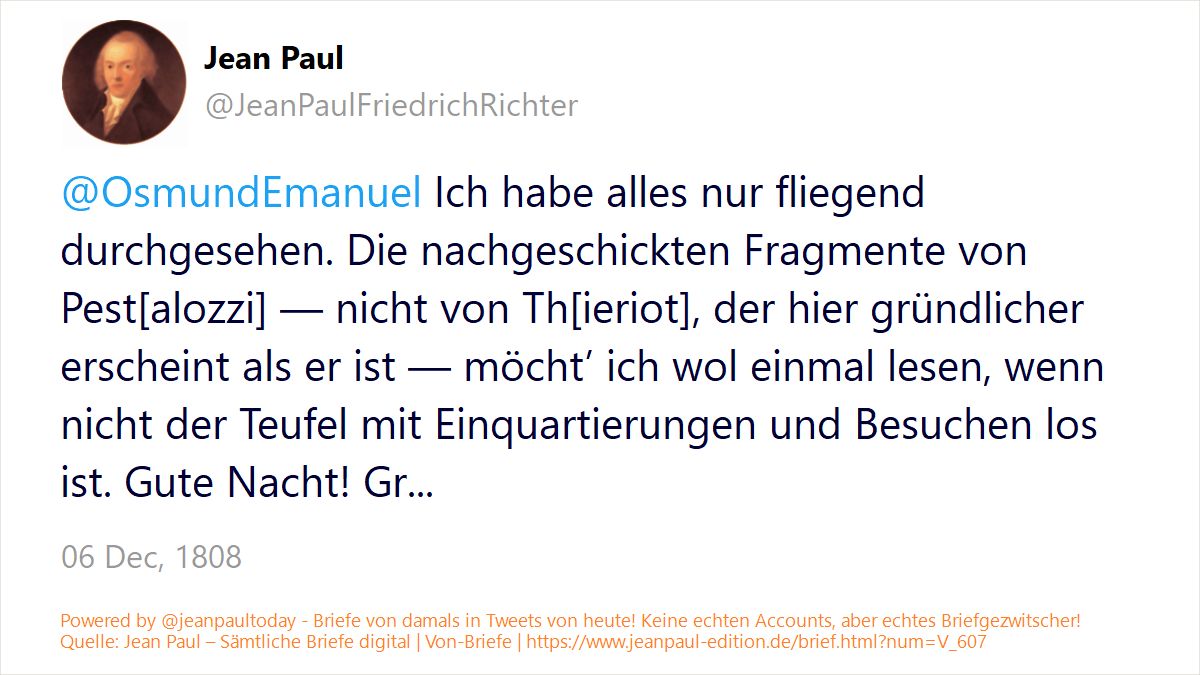 Jean Paul
@JeanPaulFriedrichRichter
@OsmundEmanuel Ich habe alles nur fliegend
durchgesehen. Die nachgeschickten Fragmente von
Pest[alozzi] — nicht von Th[ieriot], der hier gründlicher
erscheint als er ist — möcht’ ich wol einmal lesen, wenn
nicht der Teufel mit Einquartierungen und Besuchen los
ist. Gute Nacht! Gr...
06 Dec, 1808
Powered by @jeanpaultoday - Briefe von damals in Tweets von heute! Keine echten Accounts, aber echtes Briefgezwitscher!
Quelle: Jean Paul – Sämtliche Briefe digital | Von-Briefe | https://www.jeanpaul-edition.de/brief.html?num=V_607